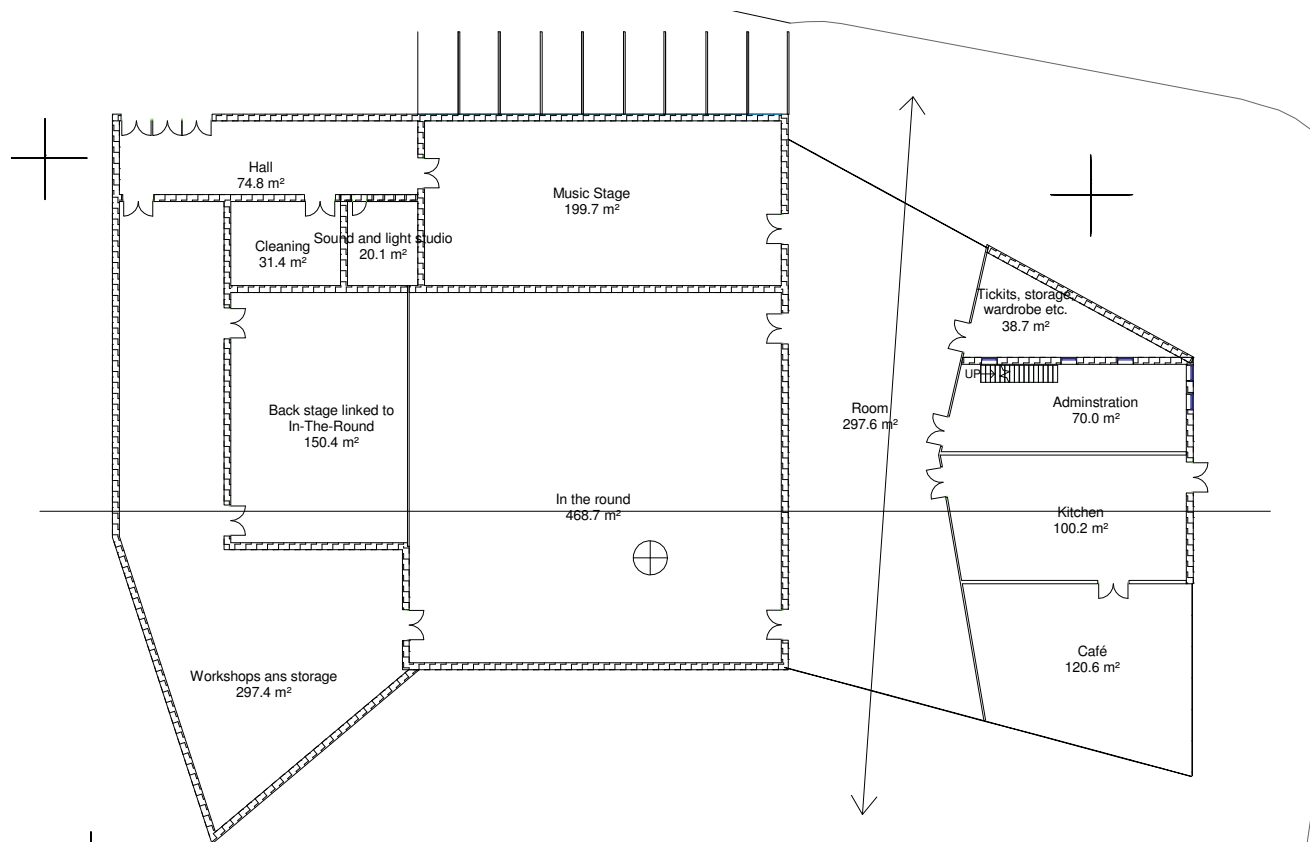 Hall
74.8 m²
Music Stage
199.7 m²
Cleaning
31.4 m²
Sound and light studio
20.1 m²
Tickits, storage,
wardrobe etc.
38.7 m²
UP
Adminstration
70.0 m²
Back stage linked to
In-The-Round
150.4 m²
Room
297.6 m²
In the round
468.7 m²
Kitchen
100.2 m²
Café
120.6 m²
Workshops ans storage
297.4 m²